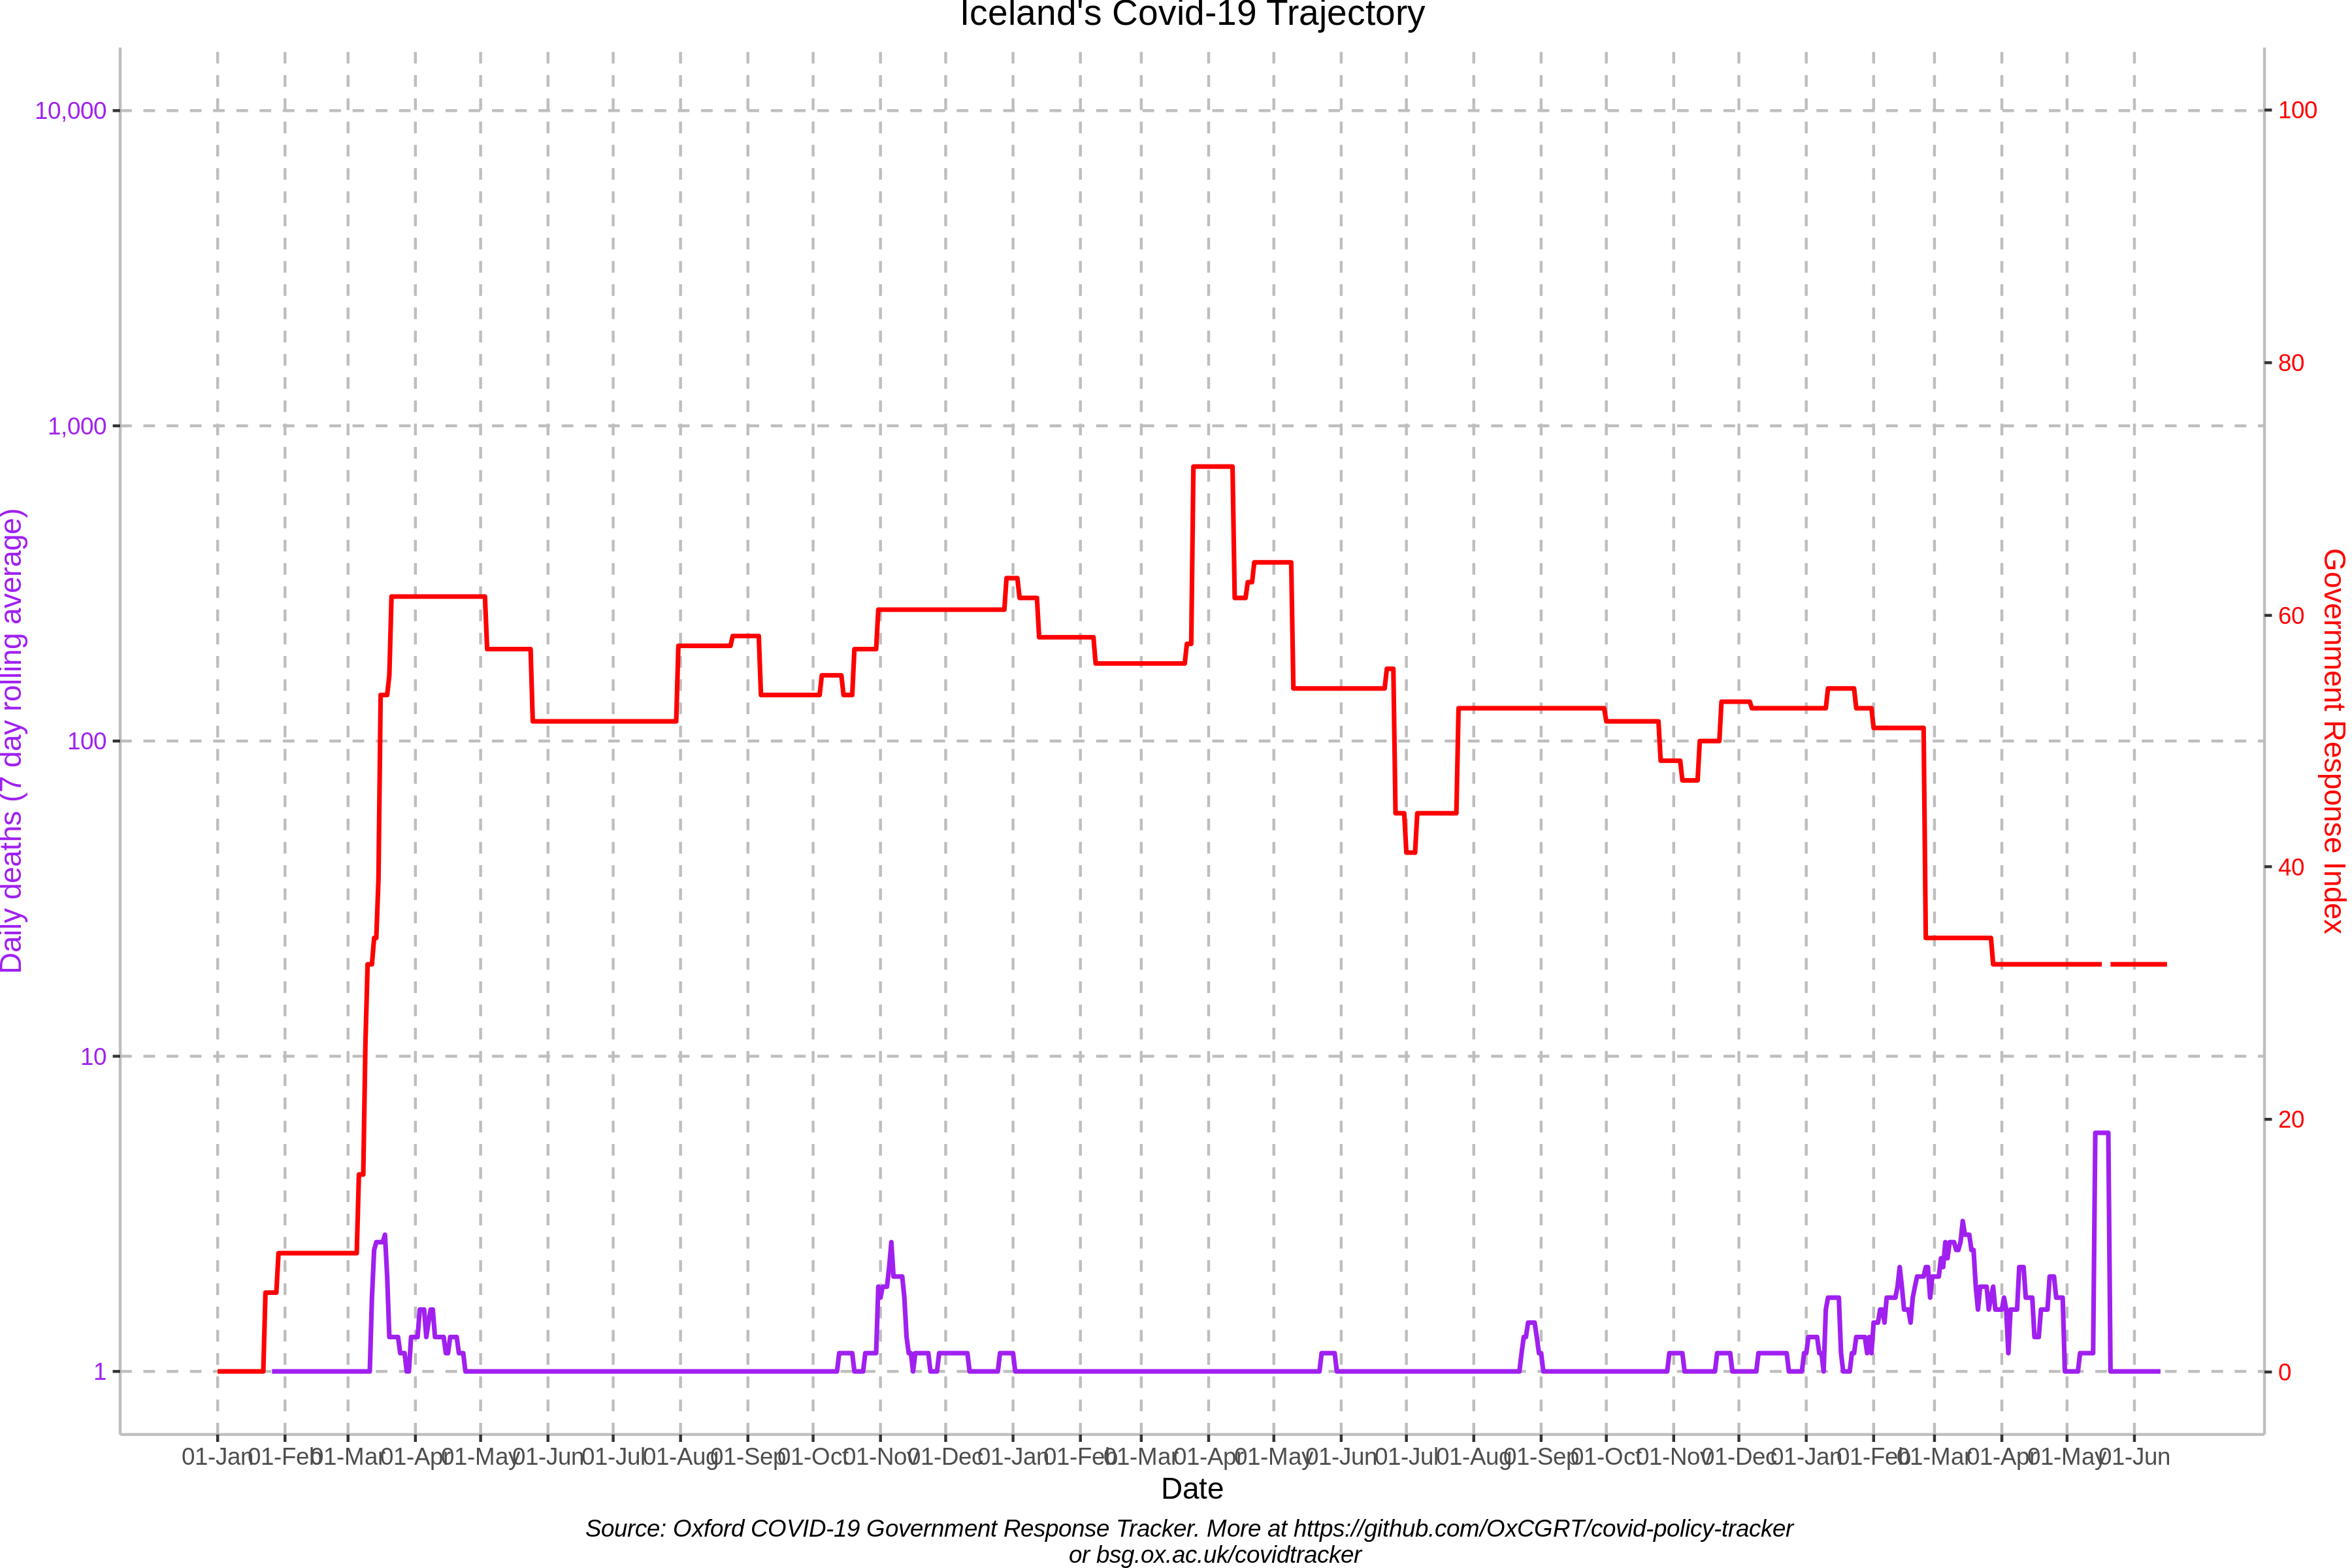 Iceland's Covid-19 Trajectory
10,000
1,000
100
10
1
Daily deaths (7 day rolling average)
100
80
60
40
20
0
Government Response Index
01-Jan 01-Feb 01-Mar 01-Apr 01-May 01-Jun 01-Jul 01-Aug 01-Sep 01-Oct 01-Nov 01-Dec 01-Jan 01-Feb 01-Mar 01-Apr 01-May 01-Jun 01-Jul 01-Aug 01-Sep 01-Oct 01-Nov 01-Dec 01-Jan 01-Feb 01-Mar 01-Apr 01-May 01-Jun
Date
Source: Oxford COVID-19 Government Response Tracker. More at https://github.com/OxCGRT/covid-policy-tracker
or bsg.ox.ac.uk/covidtracker